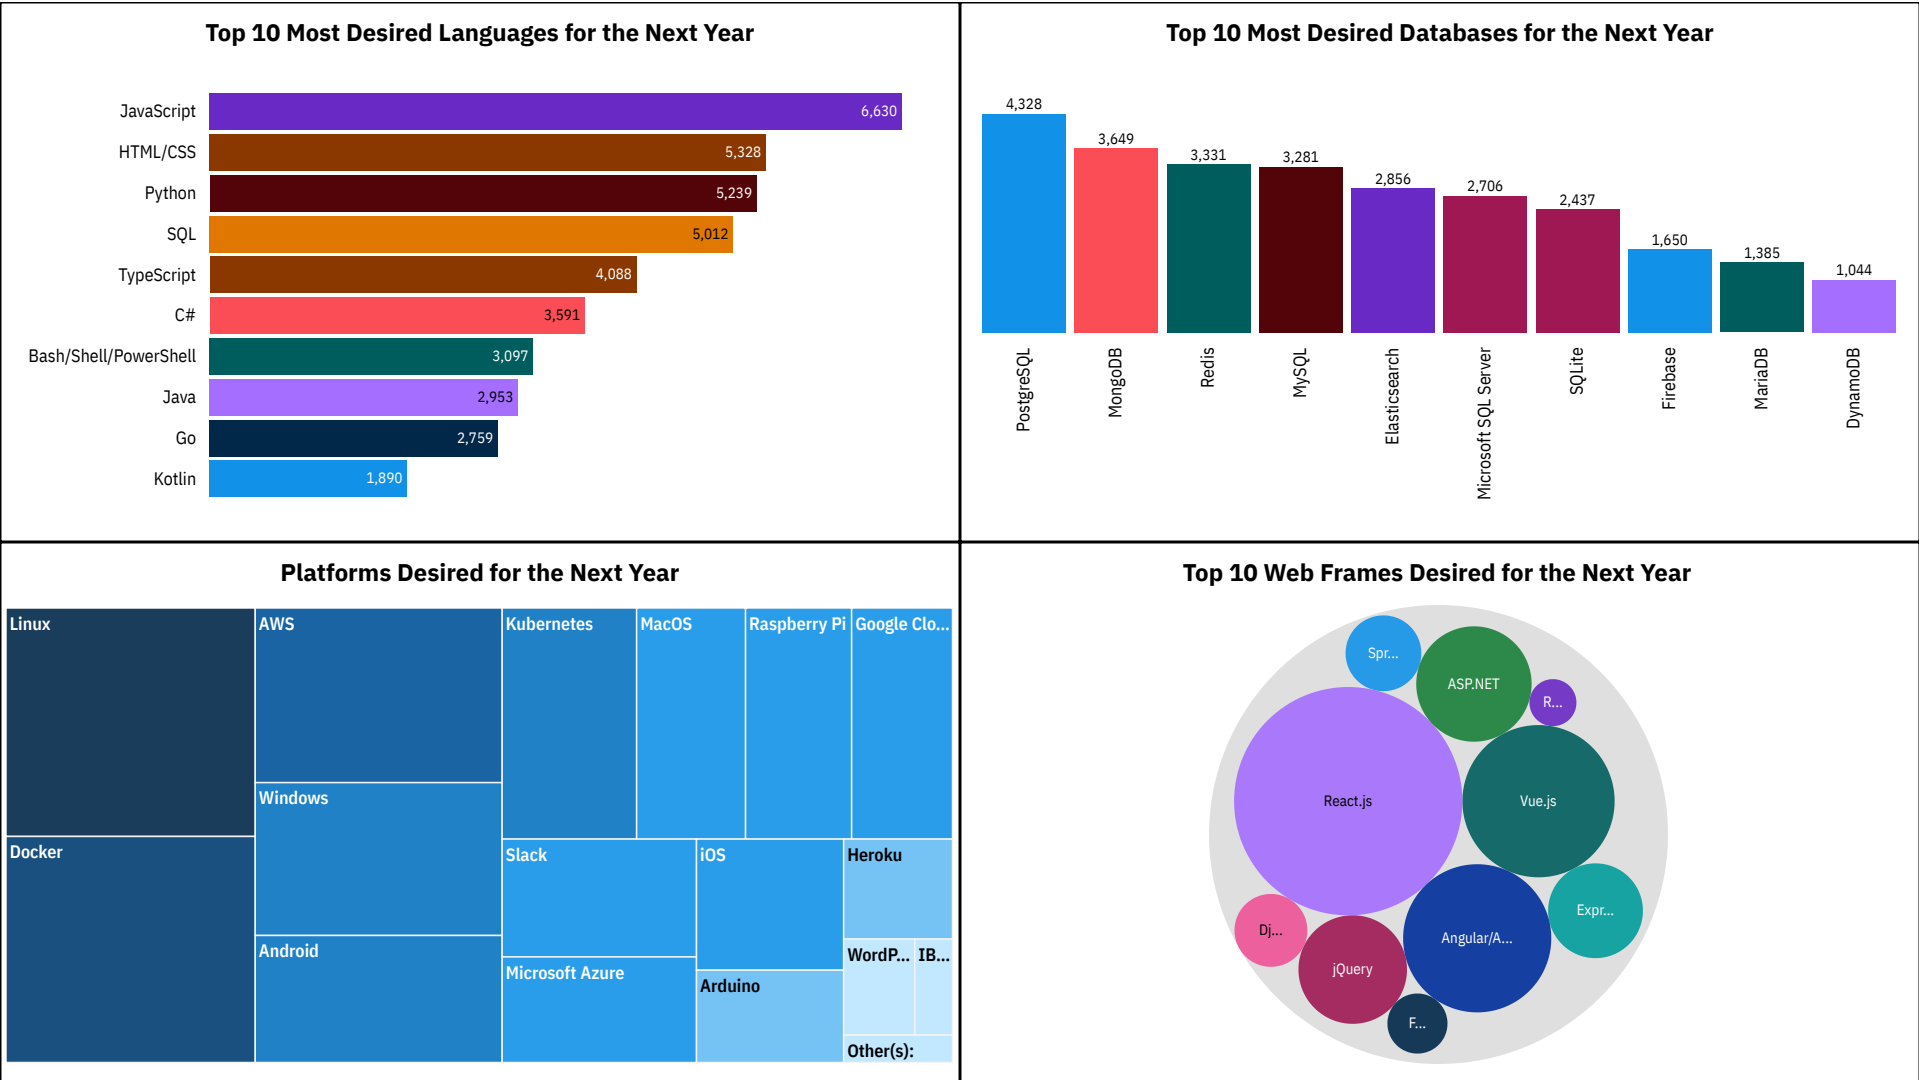 Top 10 Most Desired Languages for the Next Year
JavaScript 6,630
HTML/CSS 5,328
Python 5,239
SQL 5,012
TypeScript 4,088
C# 3,591
Bash/Shell/PowerShell 3,097
Java 2,953
Go 2,759
Kotlin 1,890
Top 10 Most Desired Databases for the Next Year
4,328
3,649
3,331
3,281
2,856
2,706
2,437
1,650
1,385
1,044
PostgreSQL
MongoDB
Redis
MySQL
Elasticsearch
Microsoft SQL Server
SQLite
Firebase
MariaDB
DynamoDB
Platforms Desired for the Next Year
Linux
Docker
AWS
Windows
Android
Kubernetes
MacOS
Raspberry Pi
Google Clo...
Slack
Microsoft Azure
iOS
Arduino
Heroku
WordP...
IB...
Other(s):
Top 10 Web Frames Desired for the Next Year
Spr...
ASP.NET
R...
React.js
Vue.js
Expr...
Dj...
Angular/A...
jQuery
F...